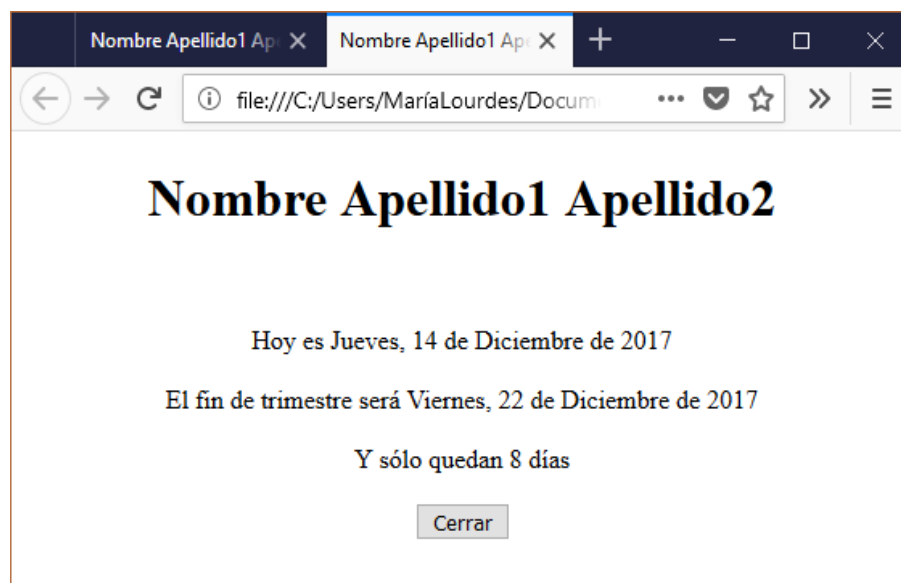 Nombre Apellido1 Ap
Nombre Apellido1 Ape
file:///C:/Users/MaríaLourdes/Docum
Nombre Apellido1 Apellido2
Hoy es Jueves, 14 de Diciembre de 2017
El fin de trimestre será Viernes, 22 de Diciembre de 2017
Y sólo quedan 8 días
Cerrar